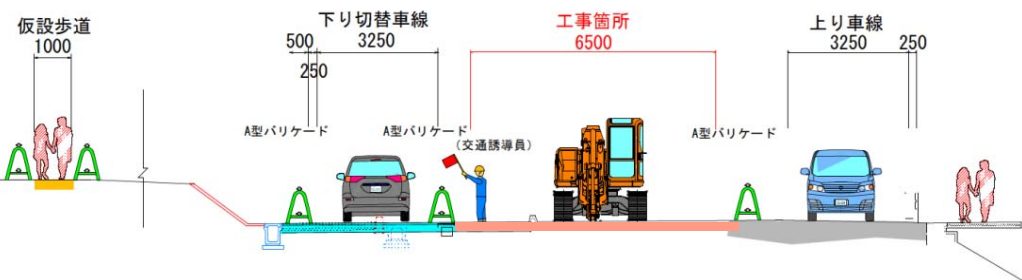 仮設歩道
1000
下り切替車線
500
3250
250
工事箇所
6500
上り車線
3250
250
A型バリケード
A型バリケード
(交通誘導員)
A型バリケード